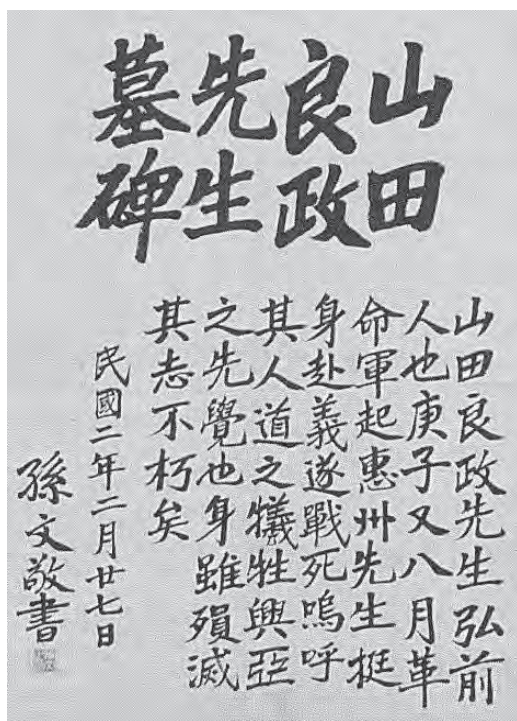 山田
良政
先生
墓碑
山田良政先生弘前
人也庚子又八月革
命軍起惠州先生挺
身赴義遂戰死嗚呼
其人道之犧牲興亞
之先覺也身雖殞滅
其志不朽矣
民國二年二月廿七日
孫文敬書